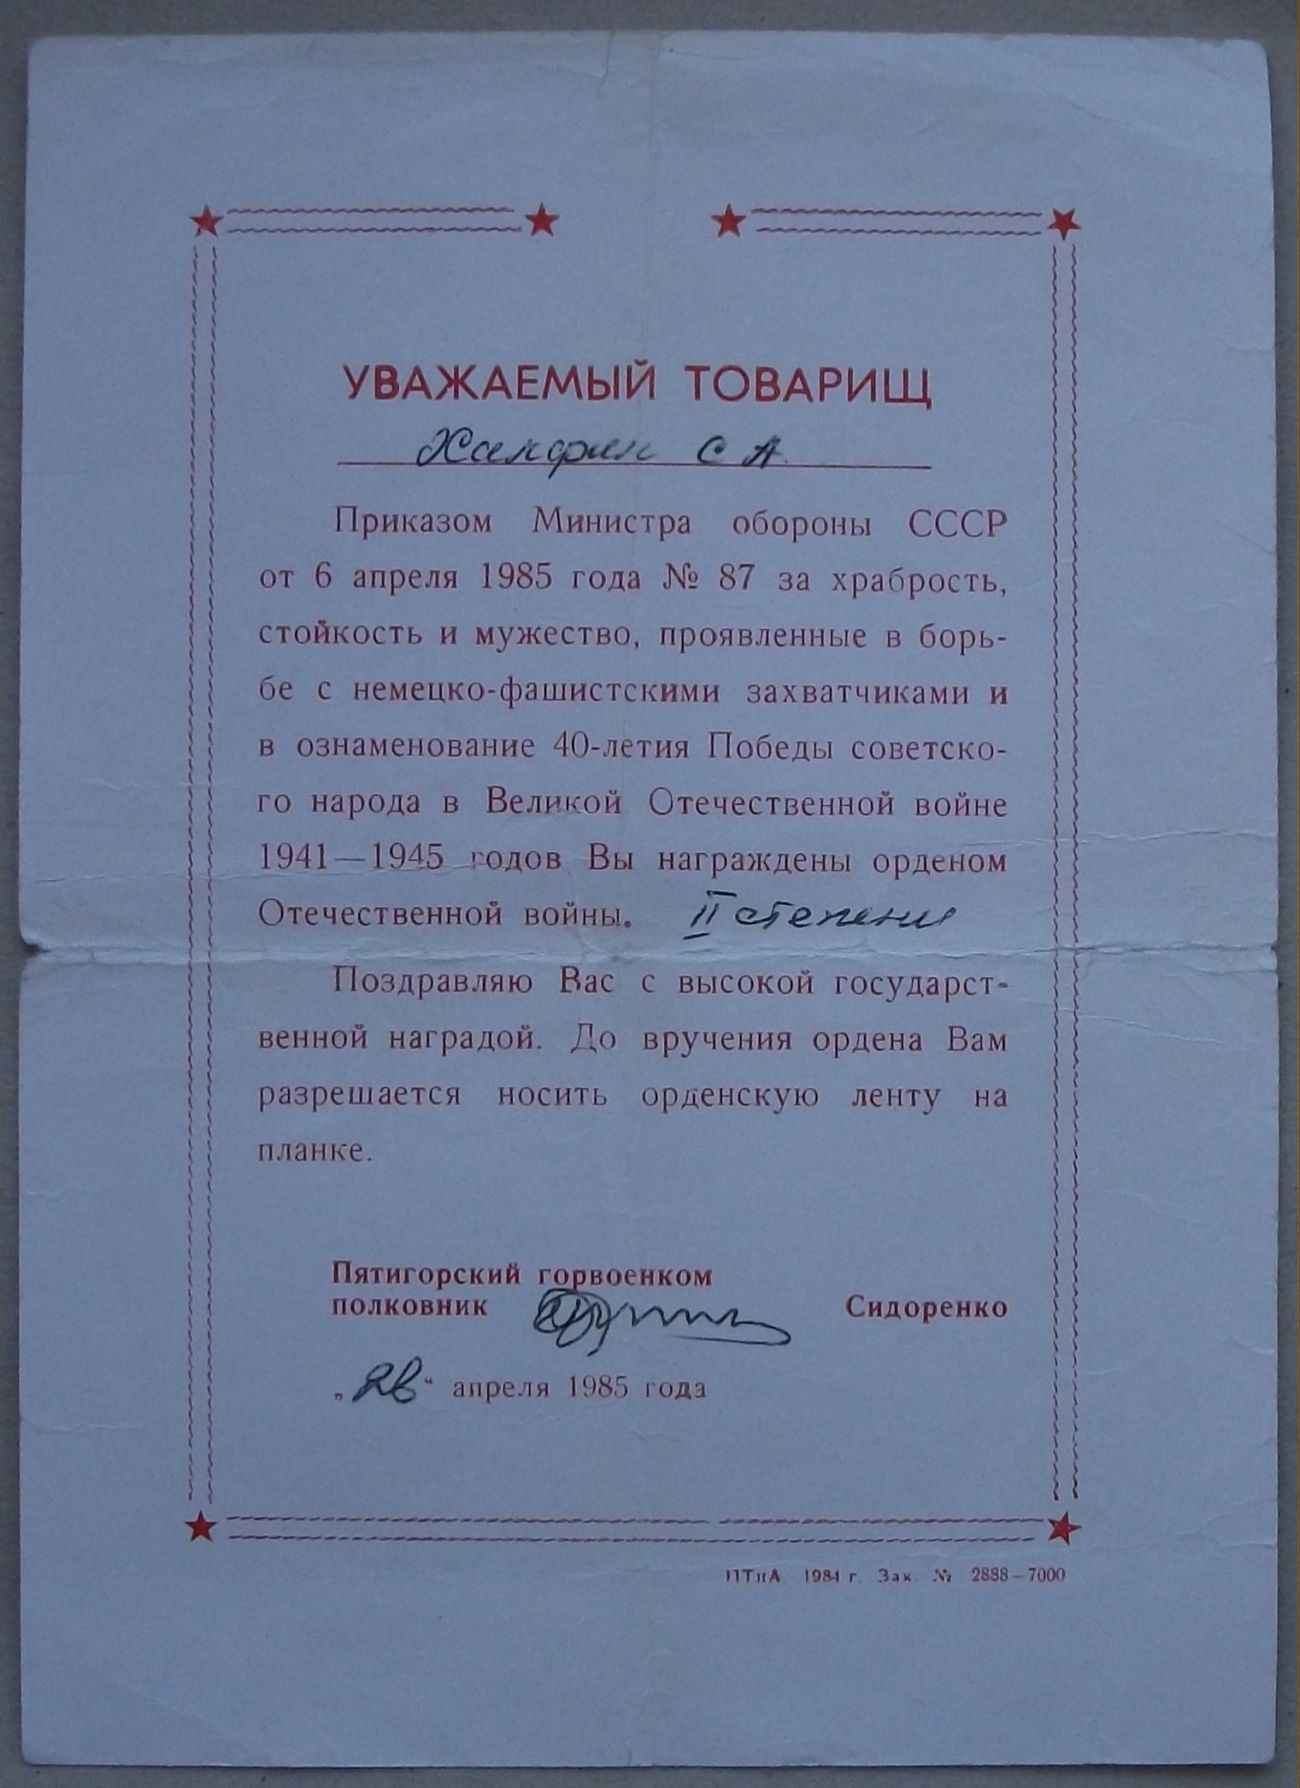 УВАЖАЕМЫЙ ТОВАРИЩ
С А.
Приказом Министра обороны СССР
от 6 апреля 1985 года № 87 за храбрость,
стойкость и мужество, проявленные в борь-
бе с немецко-фашистскими захватчиками и
в ознаменование 40-летия Победы советско-
го народа в Великой Отечественной войне
1941—1945 годов Вы награждены орденом
Отечественной войны. II степени
Поздравляю Вас с высокой государст-
венной наградой. До вручения ордена Вам
разрешается носить орденскую ленту на
планке.
Пятигорский горвоенком
полковник Сидоренко
„ “ апреля 1985 года
1984 г. Зак. № 2888—7000